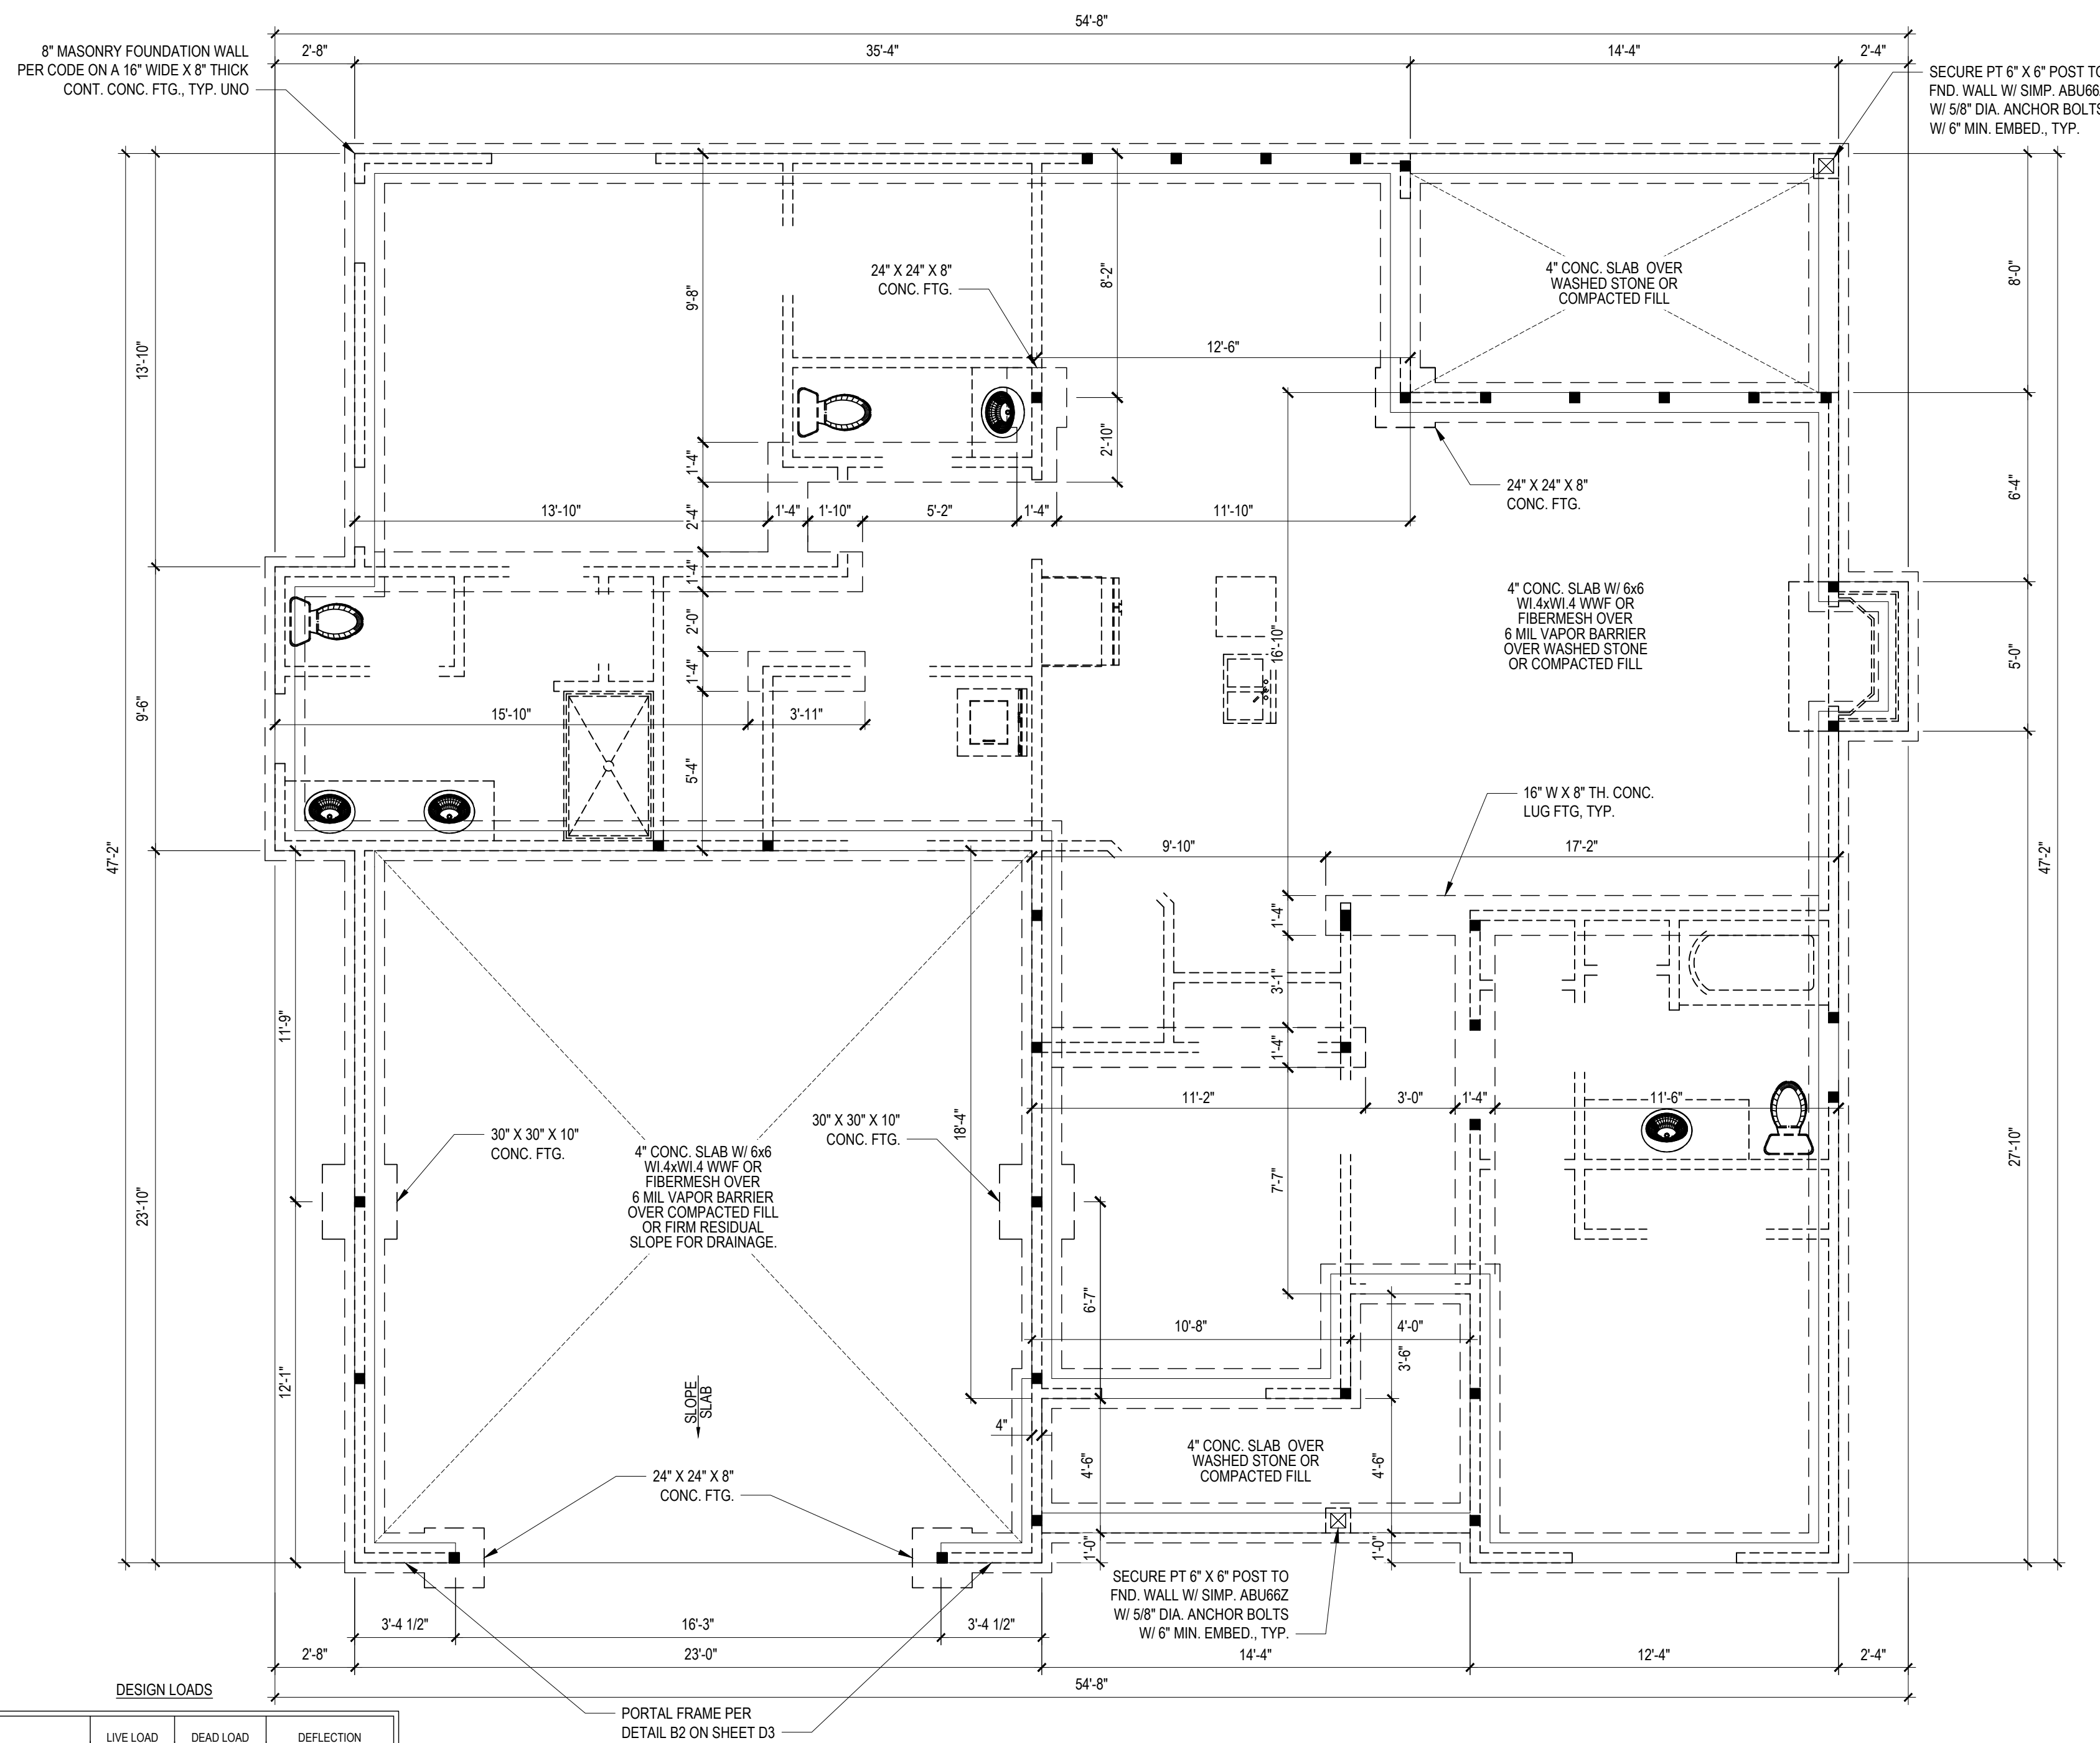 54'-8"
2'-8"
35'-4"
14'-4"
2'-4"
8" MASONRY FOUNDATION WALL
PER CODE ON A 16" WIDE X 8" THICK
CONT. CONC. FTG., TYP. UNO
SECURE PT 6" X 6" POST TO
FND. WALL W/ SIMP. ABU66
W/ 5/8" DIA. ANCHOR BOLTS
W/ 6" MIN. EMBED., TYP.
24" X 24" X 8"
CONC. FTG.
4" CONC. SLAB OVER
WASHED STONE OR
COMPACTED FILL
9'-8"
8'-2"
8'-0"
13'-10"
12'-6"
1'-4"
2'-10"
6'-4"
24" X 24" X 8"
CONC. FTG.
13'-10"
1'-4"
1'-10"
5'-2"
1'-4"
11'-10"
2'-4"
1'-4"
2'-0"
1'-4"
16'-10"
4" CONC. SLAB W/ 6x6
WI.4xWI.4 WWF OR
FIBERMESH OVER
6 MIL VAPOR BARRIER
OVER WASHED STONE
OR COMPACTED FILL
5'-0"
9'-6"
15'-10"
3'-11"
5'-4"
16" W X 8" TH. CONC.
LUG FTG, TYP.
47'-2"
9'-10"
17'-2"
47'-2"
1'-4"
3'-1"
1'-4"
11'-9"
11'-2"
3'-0"
1'-4"
11'-6"
18'-4"
30" X 30" X 10"
CONC. FTG.
30" X 30" X 10"
CONC. FTG.
27'-10"
23'-10"
7'-7"
4" CONC. SLAB W/ 6x6
WI.4xWI.4 WWF OR
FIBERMESH OVER
6 MIL VAPOR BARRIER
OVER COMPACTED FILL
OR FIRM RESIDUAL
SLOPE FOR DRAINAGE.
6'-7"
10'-8"
4'-0"
3'-6"
12'-1"
SLOPE
SLAB
4"
4" CONC. SLAB OVER
WASHED STONE OR
COMPACTED FILL
4'-6"
4'-6"
24" X 24" X 8"
CONC. FTG.
1'-0"
1'-0"
SECURE PT 6" X 6" POST TO
FND. WALL W/ SIMP. ABU66Z
W/ 5/8" DIA. ANCHOR BOLTS
W/ 6" MIN. EMBED., TYP.
3'-4 1/2"
16'-3"
3'-4 1/2"
2'-8"
23'-0"
14'-4"
12'-4"
2'-4"
54'-8"
DESIGN LOADS
PORTAL FRAME PER
DETAIL B2 ON SHEET D3
LIVE LOAD
DEAD LOAD
DEFLECTION